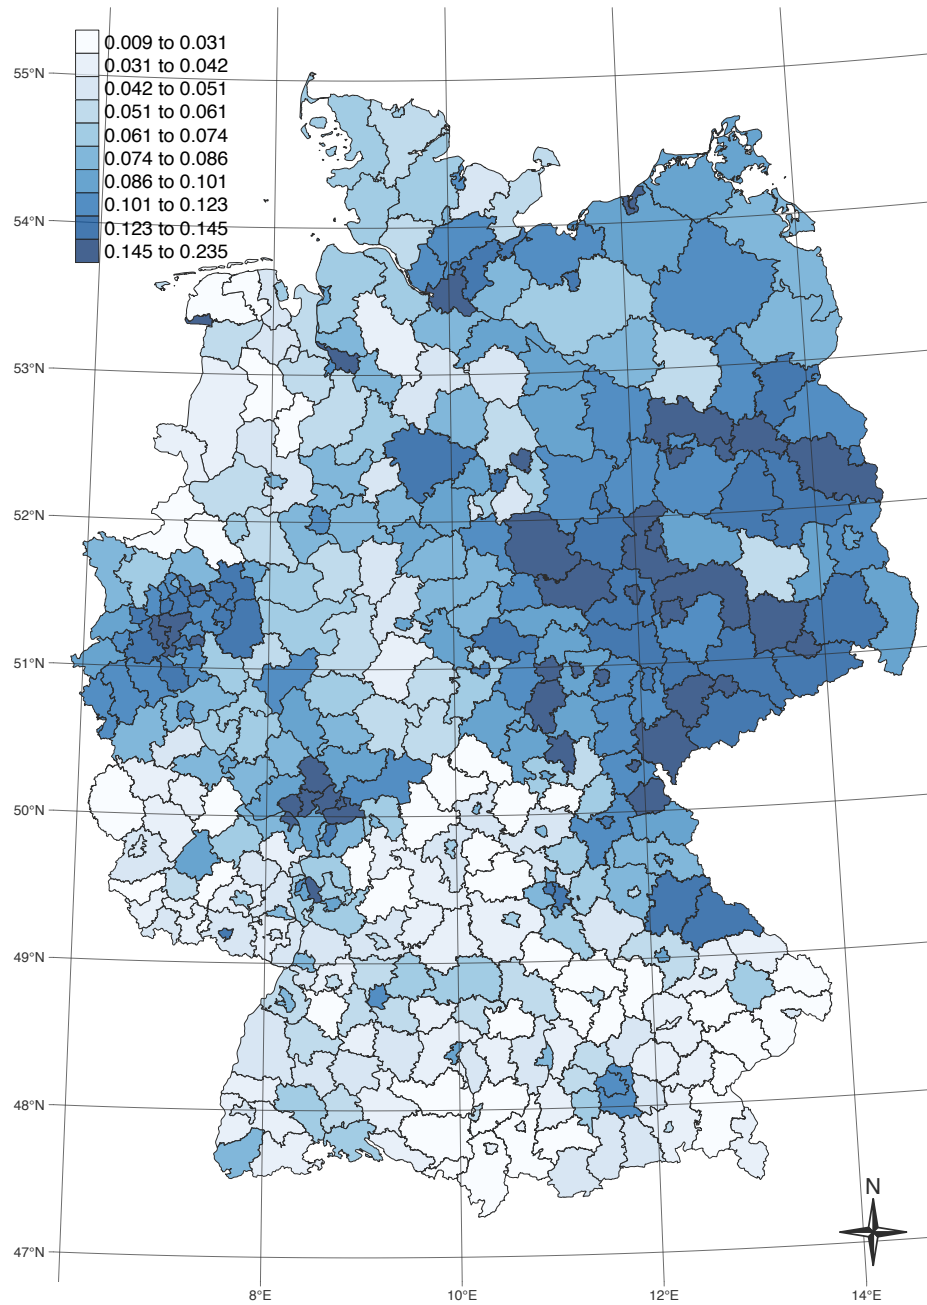 0.009 to 0.031
0.031 to 0.042
0.042 to 0.051
0.051 to 0.061
0.061 to 0.074
0.074 to 0.086
0.086 to 0.101
0.101 to 0.123
0.123 to 0.145
0.145 to 0.235
55°N
54°N
53°N
52°N
51°N
50°N
49°N
48°N
47°N
N
8°E 10°E 12°E 14°E